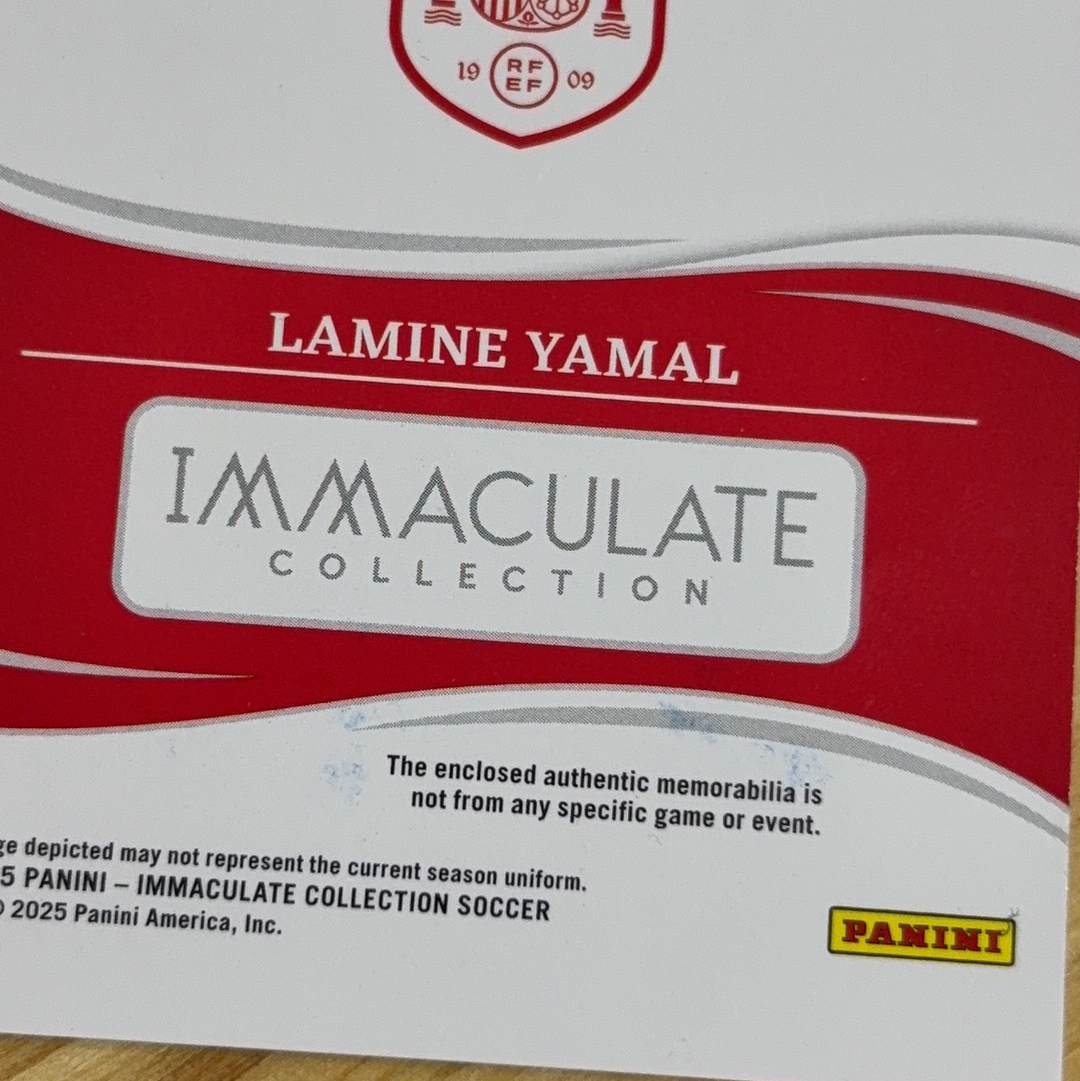 19 RF EF 09
LAMINE YAMAL
IMMACULATE
COLLECTION
The enclosed authentic memorabilia is
not from any specific game or event.
depicted may not represent the current season uniform.
5 PANINI – IMMACULATE COLLECTION SOCCER
© 2025 Panini America, Inc.
PANINI